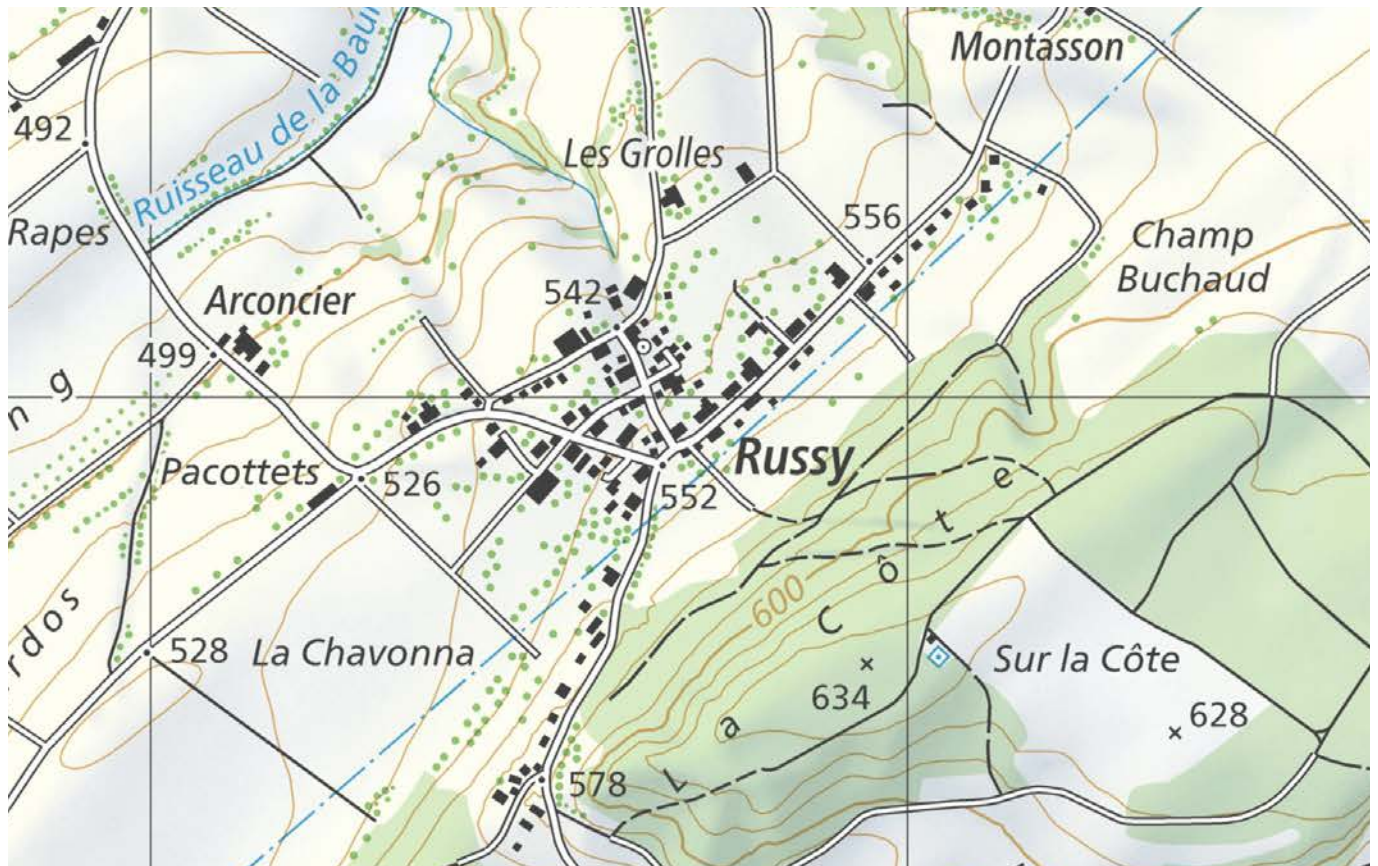 Montasson
492
Les Grolles
Ruisseau de la
Rapes
556
Champ
Buchaud
Arconcier
542
499
Russy
Pacottets
526
552
600
La Côte
528
La Chavonna
Sur la Côte
634
628
578